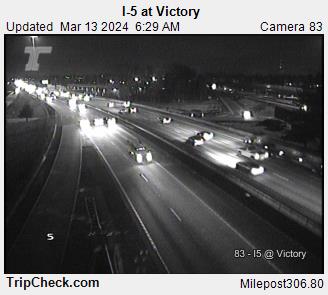 I-5 at Victory
Updated Mar 13 2024 6:29 AM Camera 83
T
S
83 - I5 @ Victory
TripCheck.com Milepost306.80